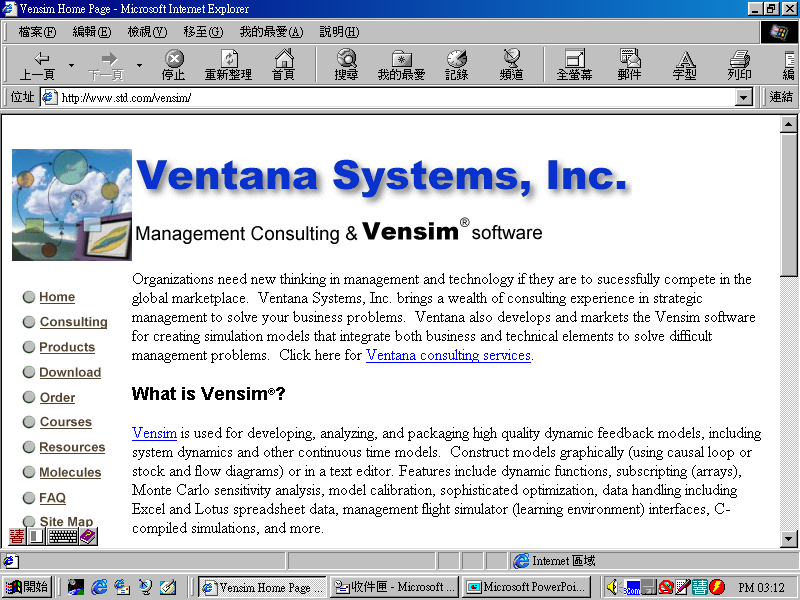 Vensim Home Page - Microsoft Internet Explorer
檔案(F) 編輯(E) 檢視(V) 移至(G) 我的最愛(A) 說明(H)
上一頁 下一頁 停止 重新整理 首頁 搜尋 我的最愛 記錄 頻道 全螢幕 郵件 字型 列印 編
位址 http://www.std.com/vensim/ 連結
Ventana Systems, Inc.
Management Consulting & Vensim® software
Organizations need new thinking in management and technology if they are to sucessfully compete in the
global marketplace. Ventana Systems, Inc. brings a wealth of consulting experience in strategic
management to solve your business problems. Ventana also develops and markets the Vensim software
for creating simulation models that integrate both business and technical elements to solve difficult
management problems. Click here for Ventana consulting services.
Home
Consulting
Products
Download
Order
Courses
Resources
Molecules
FAQ
Site Map
What is Vensim®?
Vensim is used for developing, analyzing, and packaging high quality dynamic feedback models, including
system dynamics and other continuous time models. Construct models graphically (using causal loop or
stock and flow diagrams) or in a text editor. Features include dynamic functions, subscripting (arrays),
Monte Carlo sensitivity analysis, model calibration, sophisticated optimization, data handling including
Excel and Lotus spreadsheet data, management flight simulator (learning environment) interfaces, C-
compiled simulations, and more.
Internet 區域
開始 Vensim Home Page ... 收件匣 - Microsoft ... Microsoft PowerPoi... PM 03:12